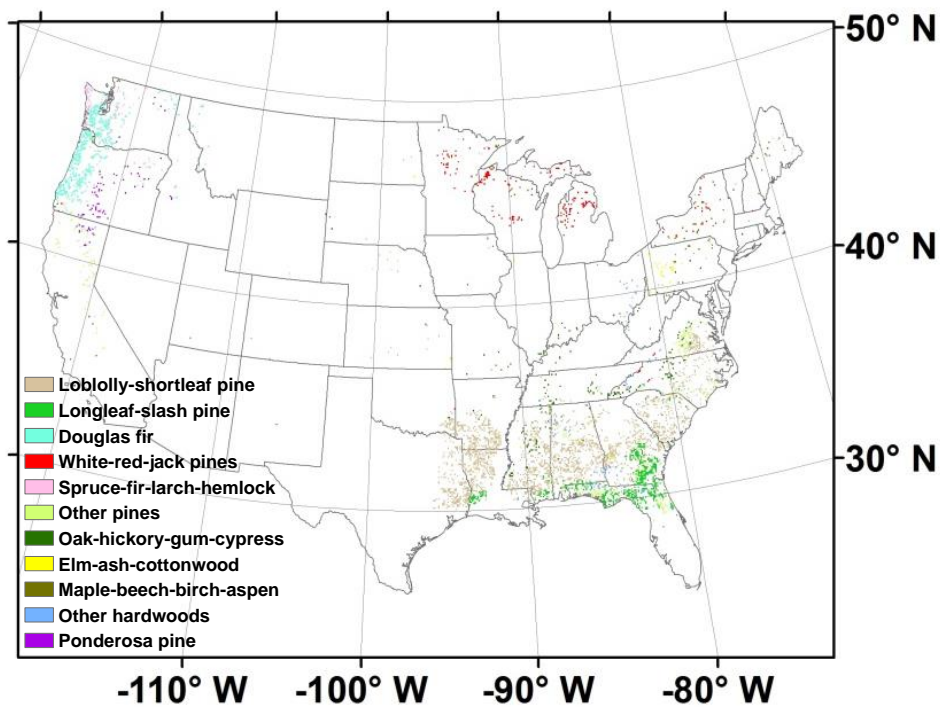 50° N
40° N
30° N
Loblolly-shortleaf pine
Longleaf-slash pine
Douglas fir
White-red-jack pines
Spruce-fir-larch-hemlock
Other pines
Oak-hickory-gum-cypress
Elm-ash-cottonwood
Maple-beech-birch-aspen
Other hardwoods
Ponderosa pine
-110° W -100° W -90° W -80° W